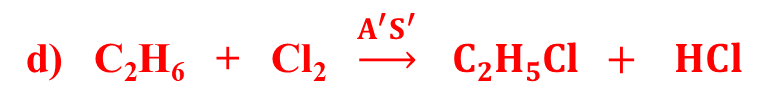 d) C₂H₆ + Cl₂ A′S′⟶ C₂H₅Cl + HCl